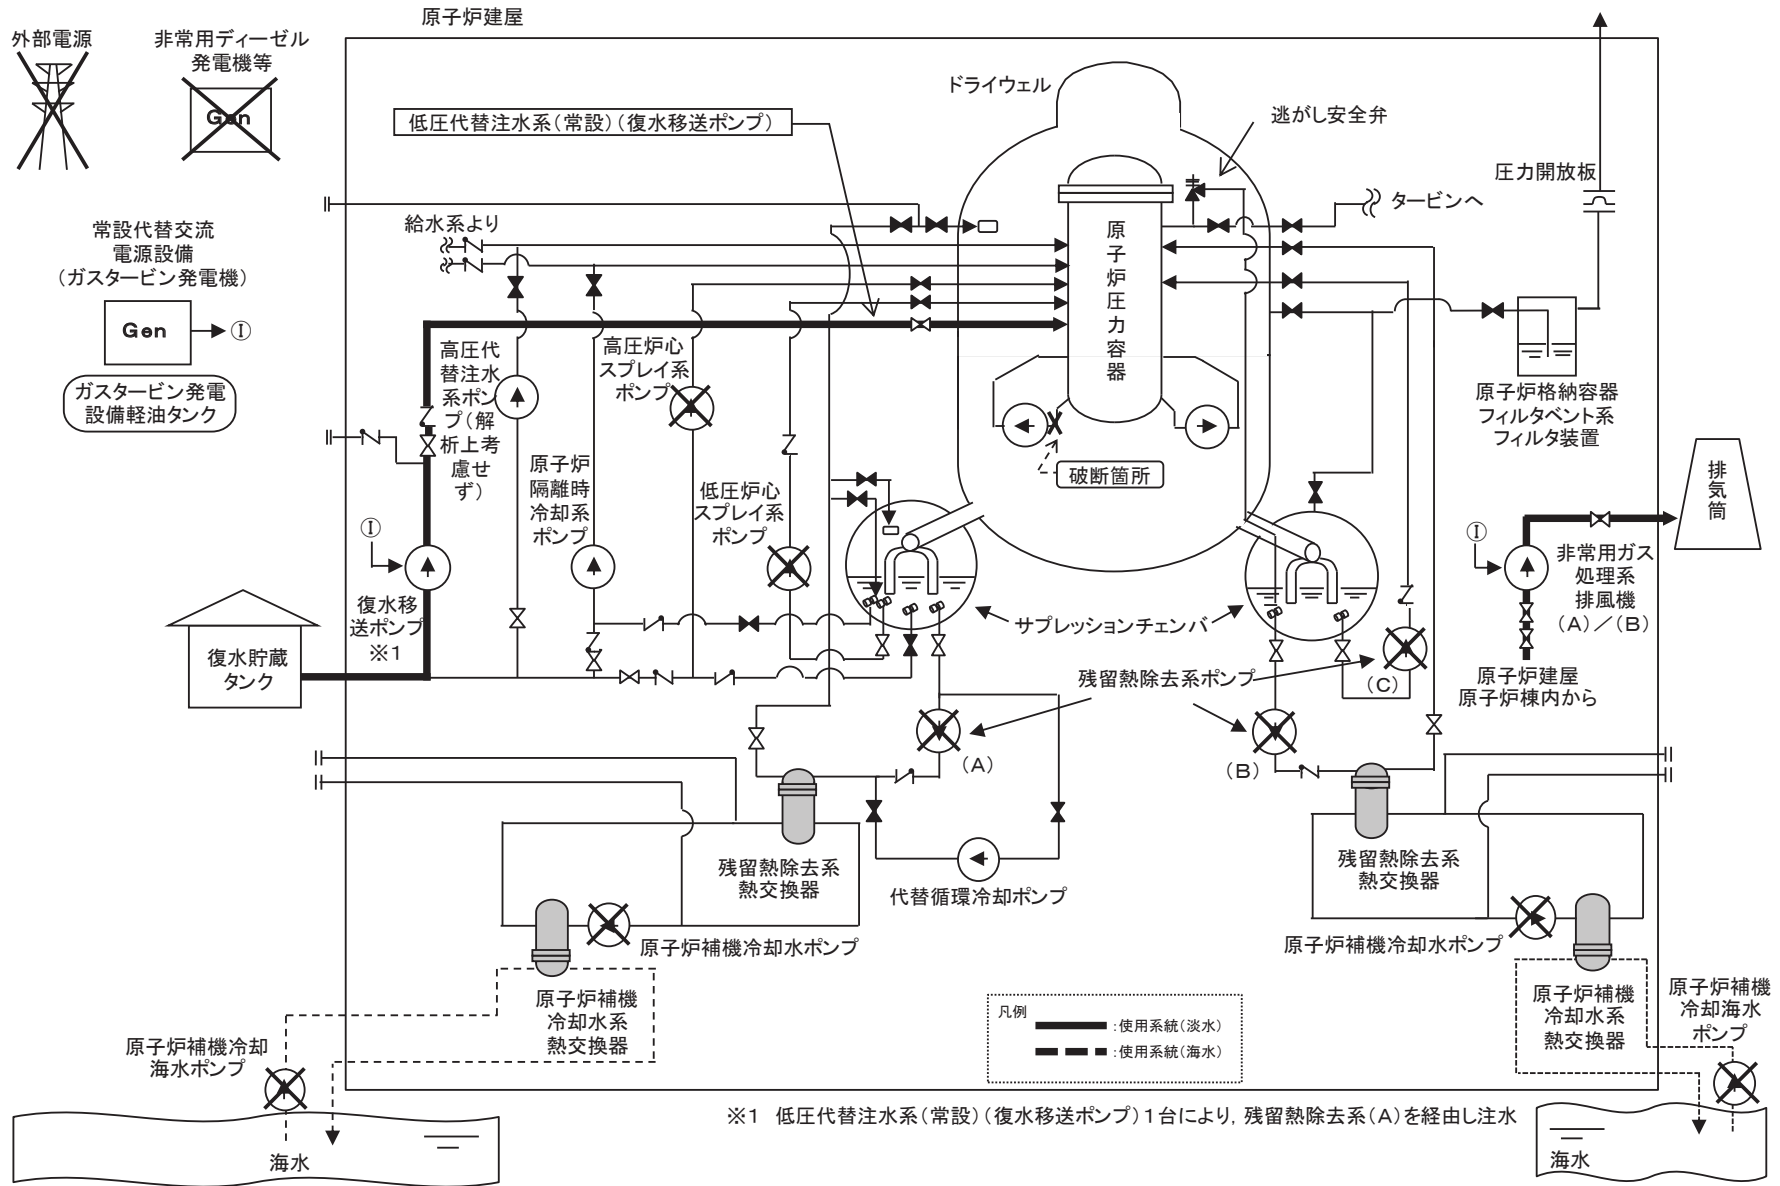 原子炉建屋
外部電源
非常用ディーゼル
発電機等
Gen
ドライウェル
低圧代替注水系（常設）（復水移送ポンプ）
逃がし安全弁
圧力開放板
タービンへ
給水系より
常設代替交流
電源設備
（ガスタービン発電機）
Gen
Ⓘ
ガスタービン発電
設備軽油タンク
原子炉圧力容器
高圧代
替注水
系ポン
プ（解
析上考
慮せ
ず）
高圧炉心
スプレイ系
ポンプ
原子炉格納容器
フィルタベント系
フィルタ装置
破断箇所
原子炉
隔離時
冷却系
ポンプ
低圧炉心
スプレイ系
ポンプ
排気筒
Ⓘ
Ⓘ
非常用ガス
処理系
排風機
（A）／（B）
復水移
送ポンプ
※１
サプレッションチェンバ
復水貯蔵
タンク
残留熱除去系ポンプ
（C）
原子炉建屋
原子炉棟内から
（A）
（B）
残留熱除去系
熱交換器
代替循環冷却ポンプ
残留熱除去系
熱交換器
原子炉補機冷却水ポンプ
原子炉補機冷却水ポンプ
原子炉補機
冷却水系
熱交換器
原子炉補機
冷却水系
熱交換器
原子炉補機
冷却海水
ポンプ
原子炉補機冷却
海水ポンプ
凡例
:使用系統（淡水）
:使用系統（海水）
※１　低圧代替注水系（常設）（復水移送ポンプ）１台により，残留熱除去系（A）を経由し注水
海水
海水